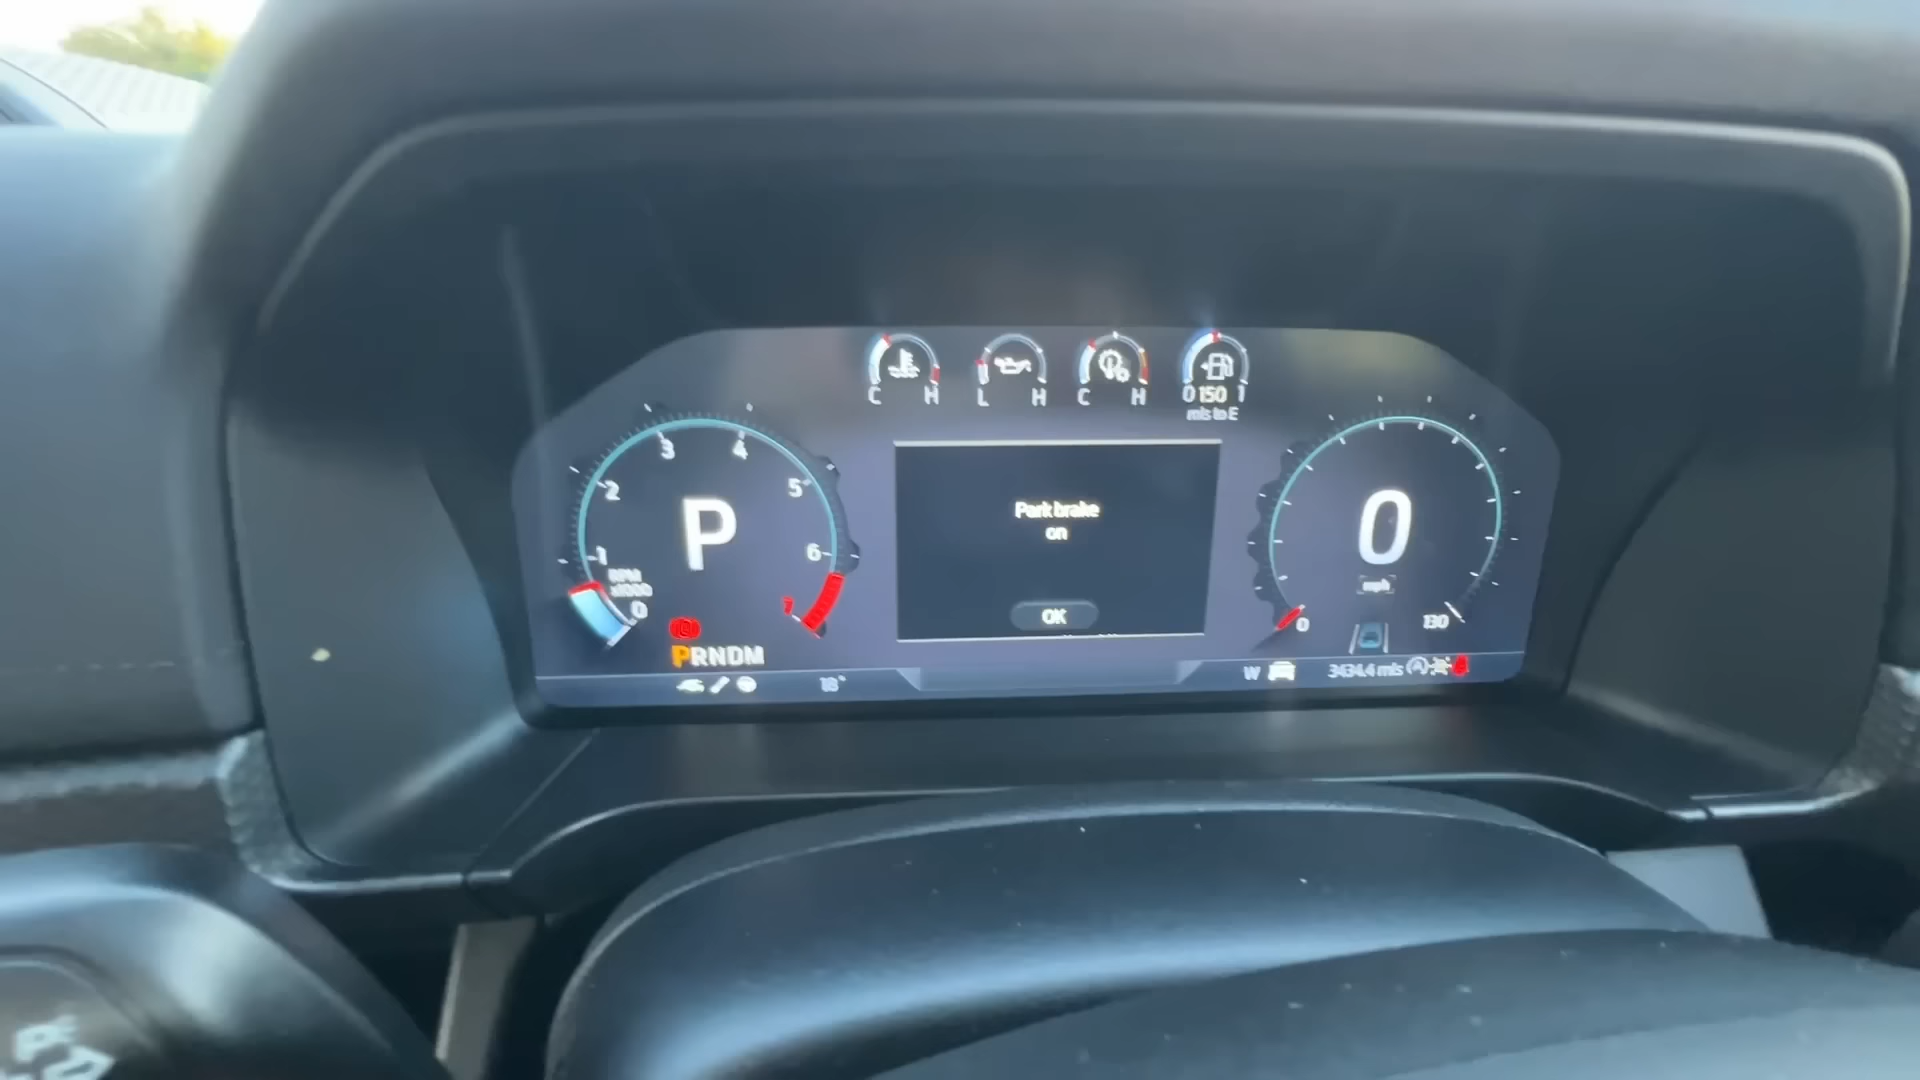 C H
L H
C H
0 150 1
mls to E
1
2
3
4
5
6
7
RPM
x1000
0
P
PRNDM
18°
Park brake
on
OK
0
mph
0
130
W
3434.4 mls